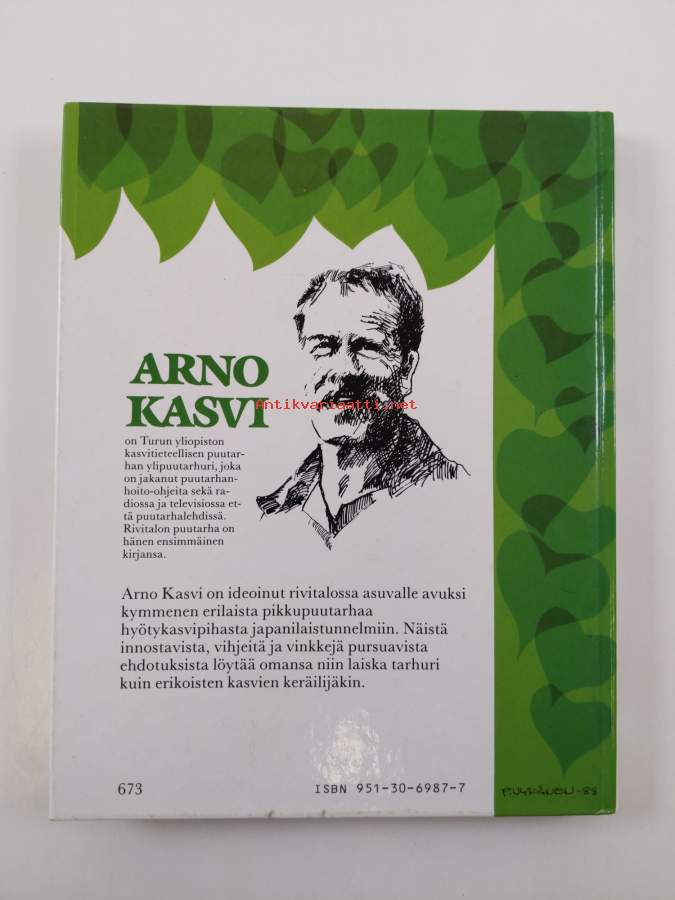 ARNO
KASVI
Antikvariaatti.net
on Turun yliopiston
kasvitieteellisen puutar-
han ylipuutarhuri, joka
on jakanut puutarhan-
hoito-ohjeita sekä ra-
diossa ja televisiossa et-
tä puutarhalehdissä.
Rivitalon puutarha on
hänen ensimmäinen
kirjansa.
Arno Kasvi on ideoinut rivitalossa asuvalle avuksi
kymmenen erilaista pikkupuutarhaa
hyötykasvipihasta japanilaistunnelmiin. Näistä
innostavista, vihjeitä ja vinkkejä pursuavista
ehdotuksista löytää omansa niin laiska tarhuri
kuin erikoisten kasvien keräilijäkin.
673
ISBN 951-30-6987-7